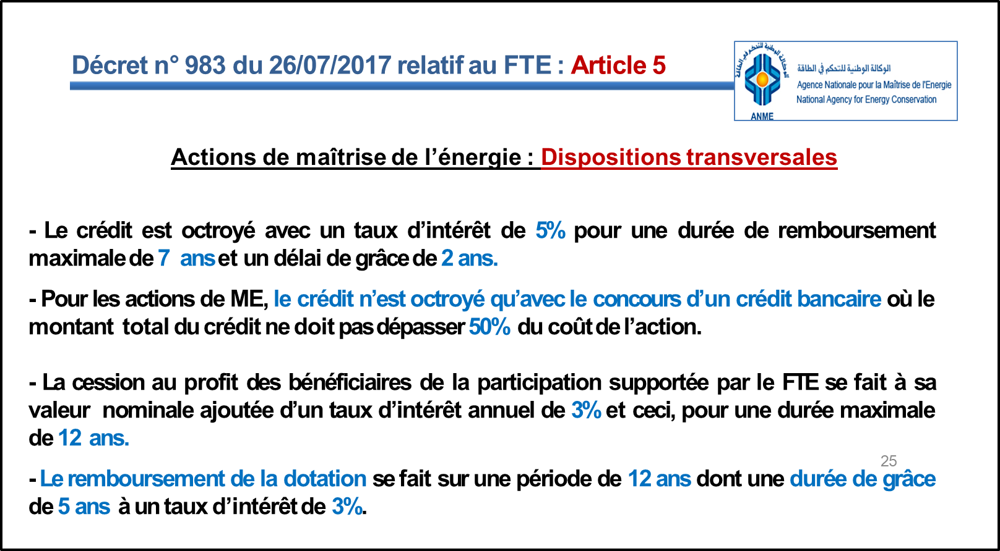 Décret n° 983 du 26/07/2017 relatif au FTE : Article 5
الوكالة الوطنية للتحكم في الطاقة
الوكالة الوطنية للتحكم في الطاقة
Agence Nationale pour la Maîtrise de l'Energie
National Agency for Energy Conservation
ANME
Actions de maîtrise de l’énergie : Dispositions transversales
- Le crédit est octroyé avec un taux d’intérêt de 5% pour une durée de remboursement
maximale de 7 ans et un délai de grâce de 2 ans.
- Pour les actions de ME, le crédit n’est octroyé qu’avec le concours d’un crédit bancaire où le
montant total du crédit ne doit pas dépasser 50% du coût de l’action.
- La cession au profit des bénéficiaires de la participation supportée par le FTE se fait à sa
valeur nominale ajoutée d’un taux d’intérêt annuel de 3% et ceci, pour une durée maximale
de 12 ans.
25
- Le remboursement de la dotation se fait sur une période de 12 ans dont une durée de grâce
de 5 ans à un taux d’intérêt de 3%.